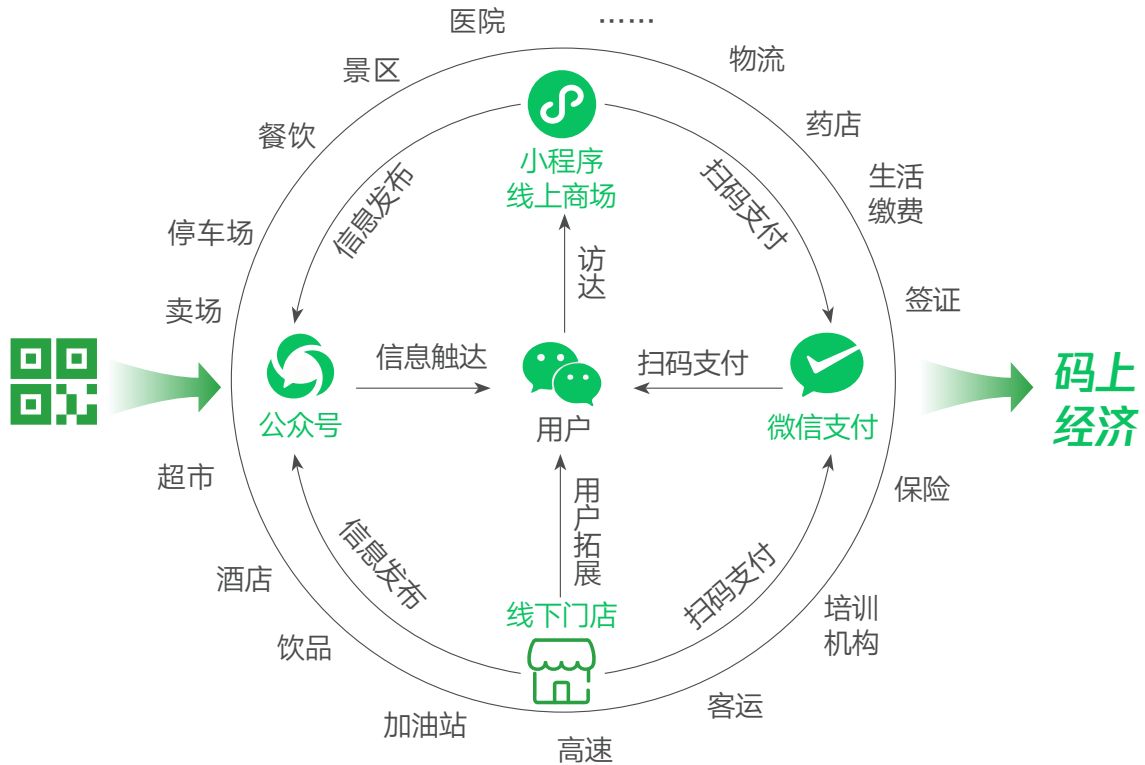 医院
……
景区
物流
餐饮
药店
小程序
线上商场
生活
缴费
信息发布
扫码支付
停车场
访达
签证
卖场
信息触达
扫码支付
码上
经济
公众号
用户
微信支付
超市
保险
用户拓展
信息发布
扫码支付
酒店
线下门店
培训
机构
饮品
客运
加油站
高速